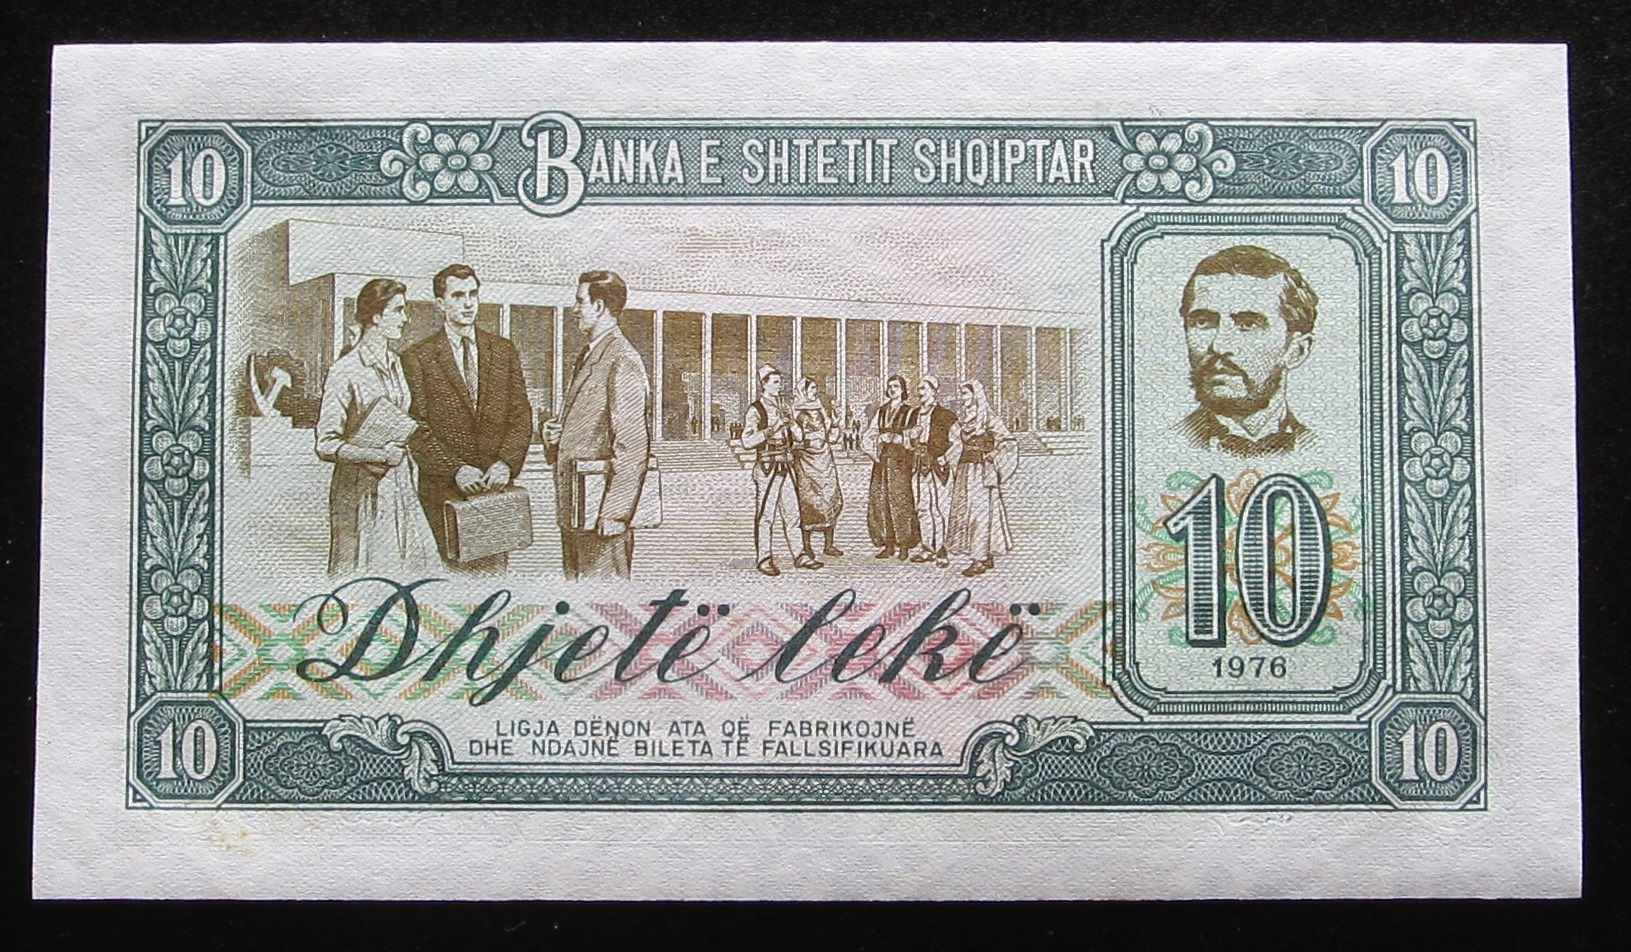 10 BANKA E SHTETIT SHQIPTAR 10
Dhjetë lekë
10
1976
LIGJA DËNON ATA QË FABRIKOJNË
DHE NDAJNË BILETA TË FALLSIFIKUARA
10 10